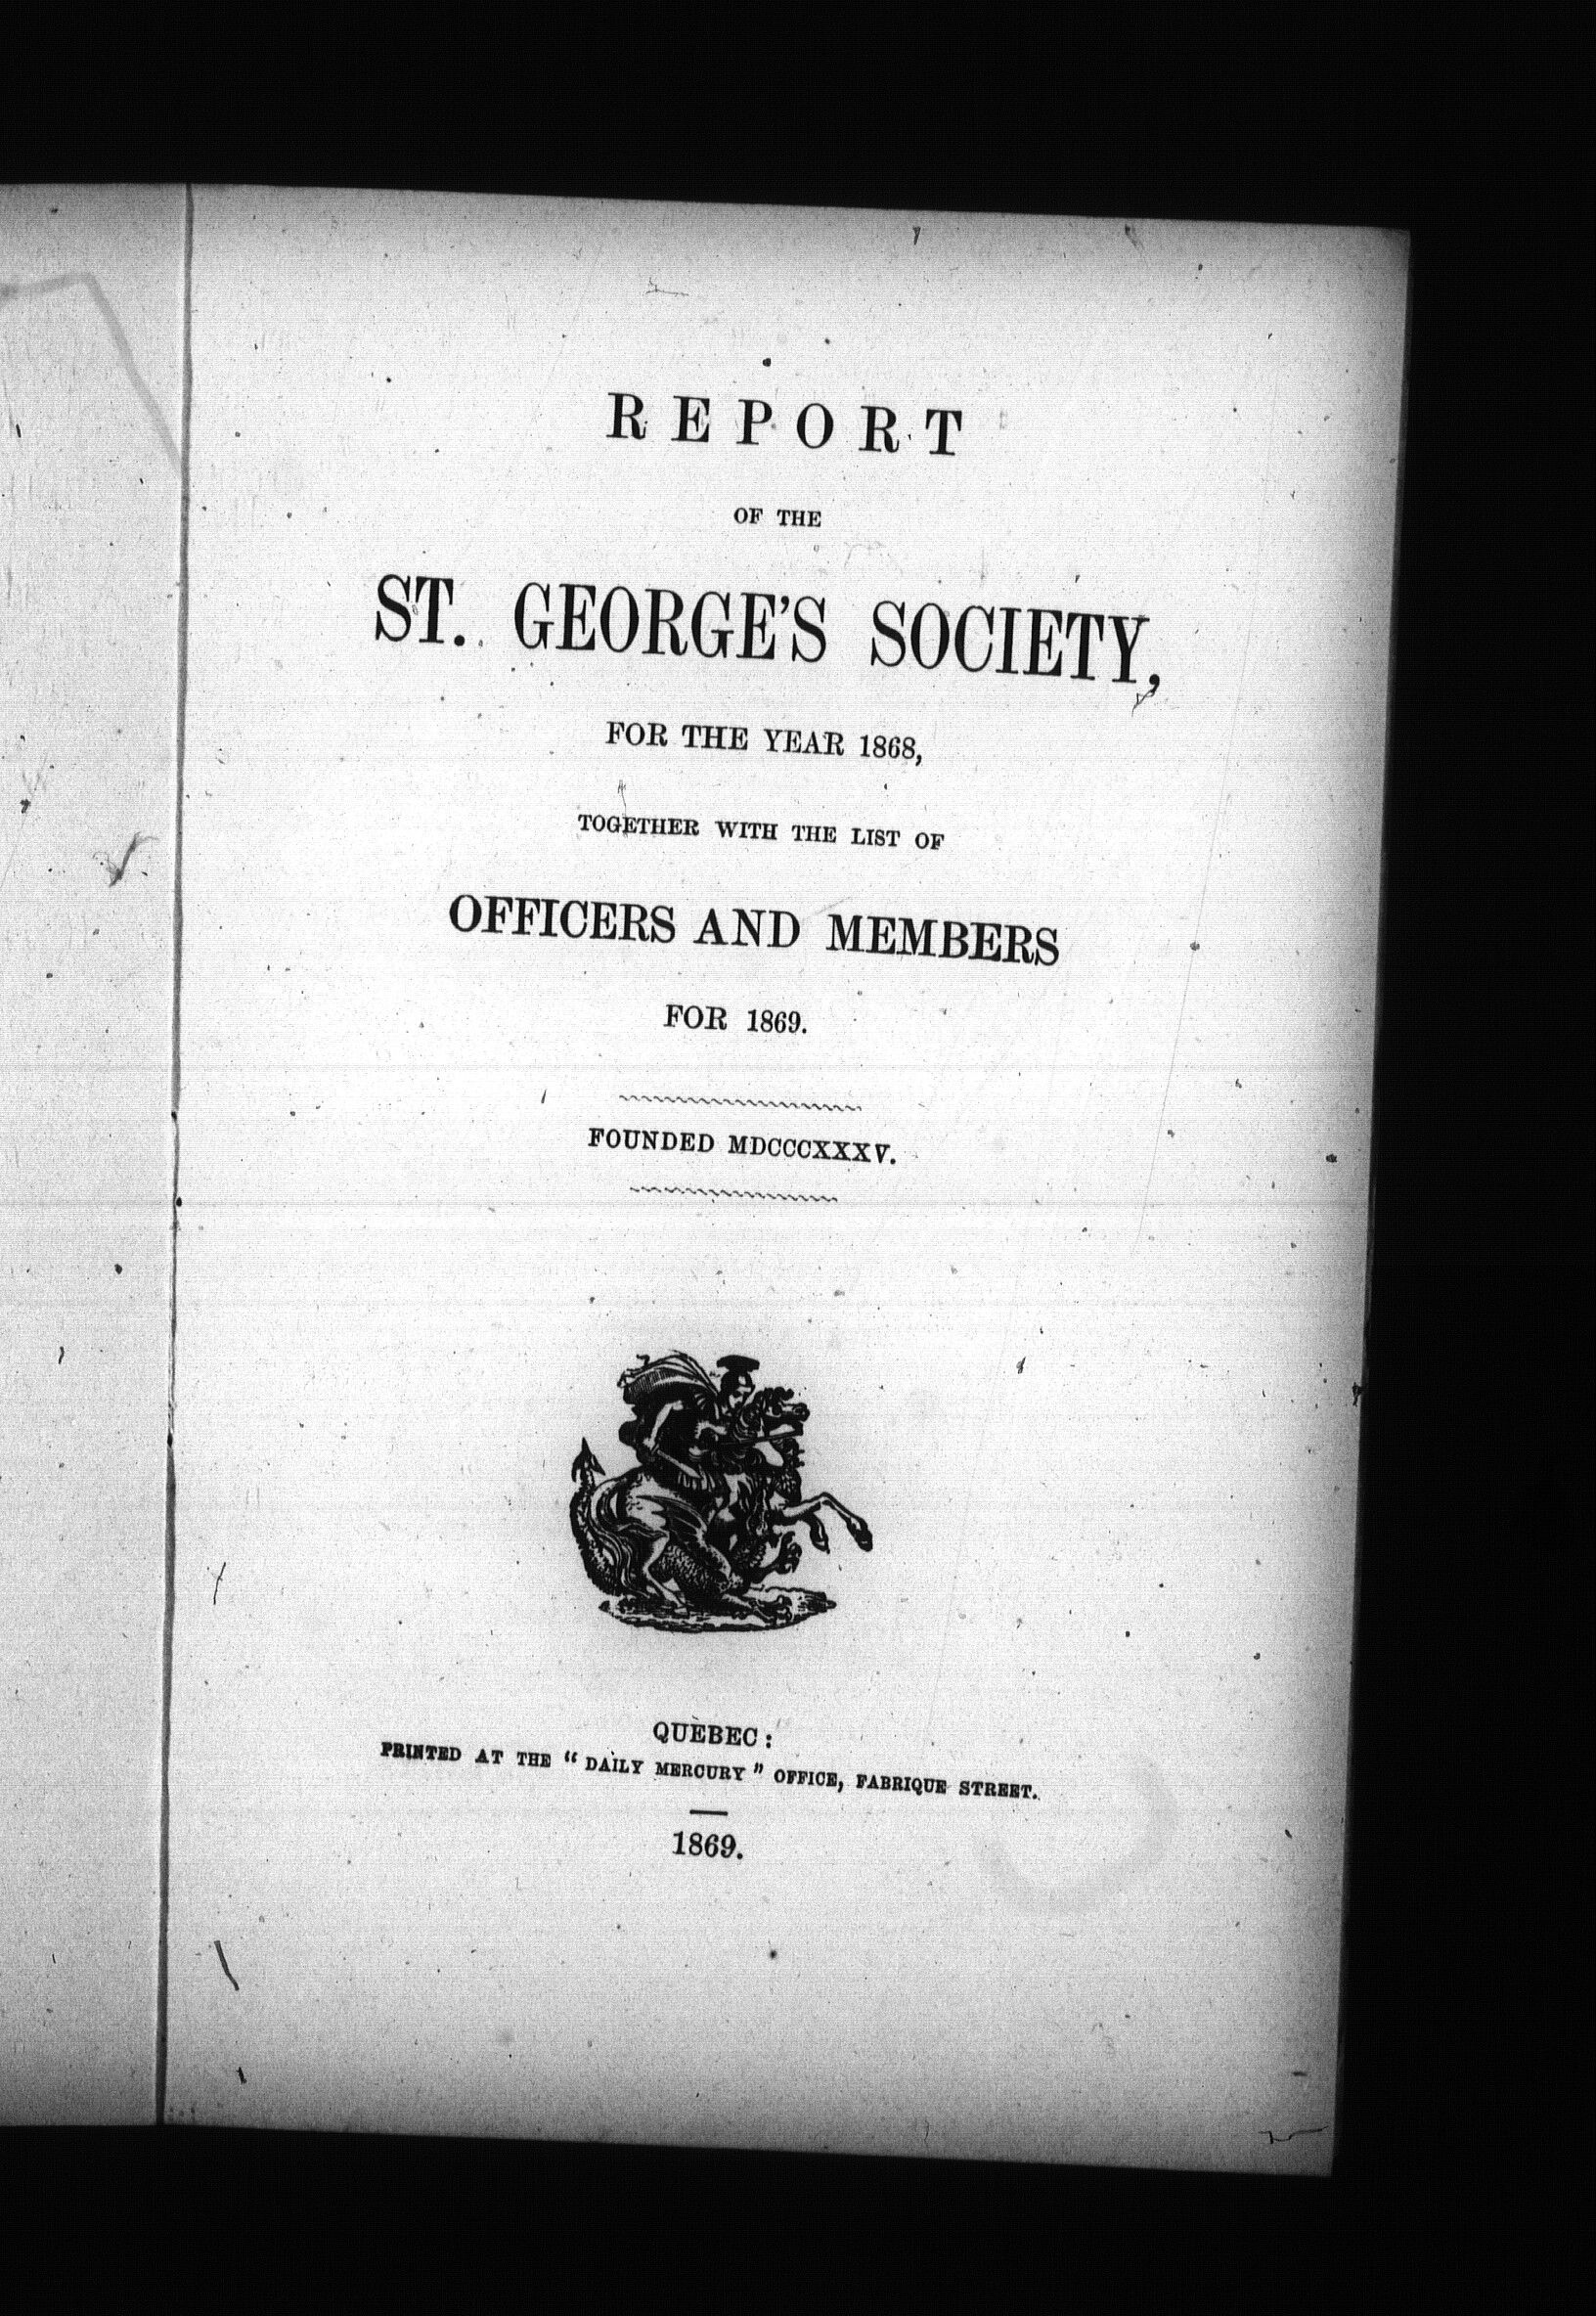 REPORT
OF THE
ST. GEORGE'S SOCIETY,
FOR THE YEAR 1868,
TOGETHER WITH THE LIST OF
OFFICERS AND MEMBERS
FOR 1869.
FOUNDED MDCCCXXXV.
QUEBEC:
PRINTED AT THE "DAILY MERCURY" OFFICE, FABRIQUE STREET.
1869.